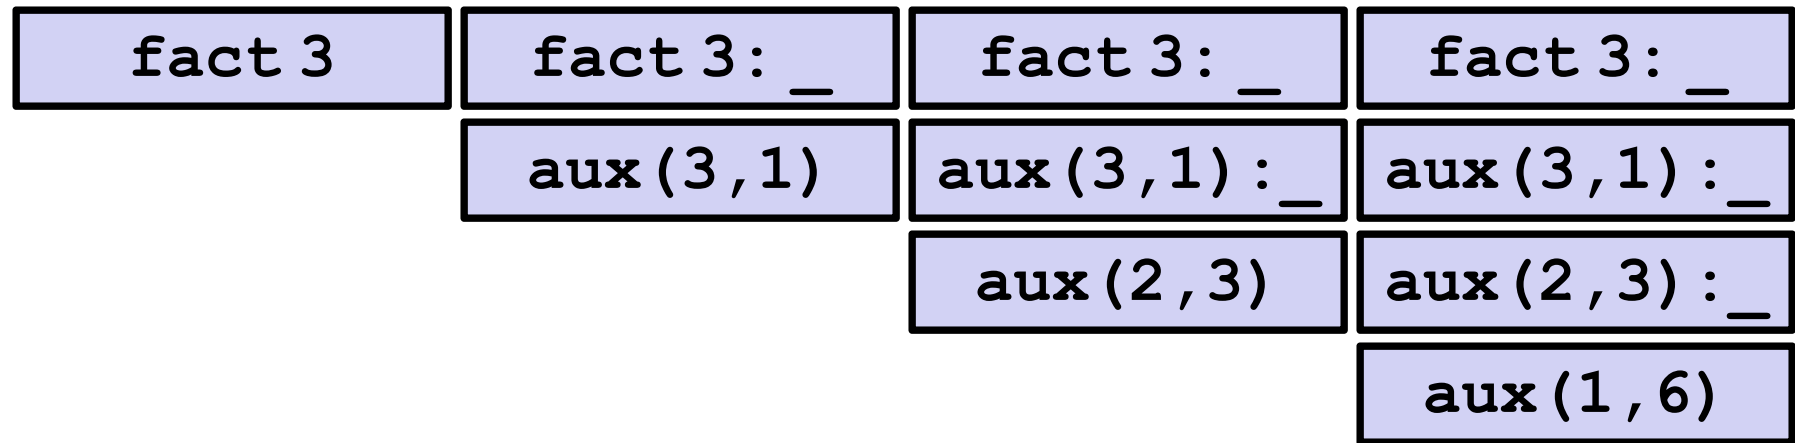 fact 3 fact 3:_ fact 3:_ fact 3:_
aux(3,1) aux(3,1):_ aux(3,1):_
aux(2,3) aux(2,3):_
aux(1,6)